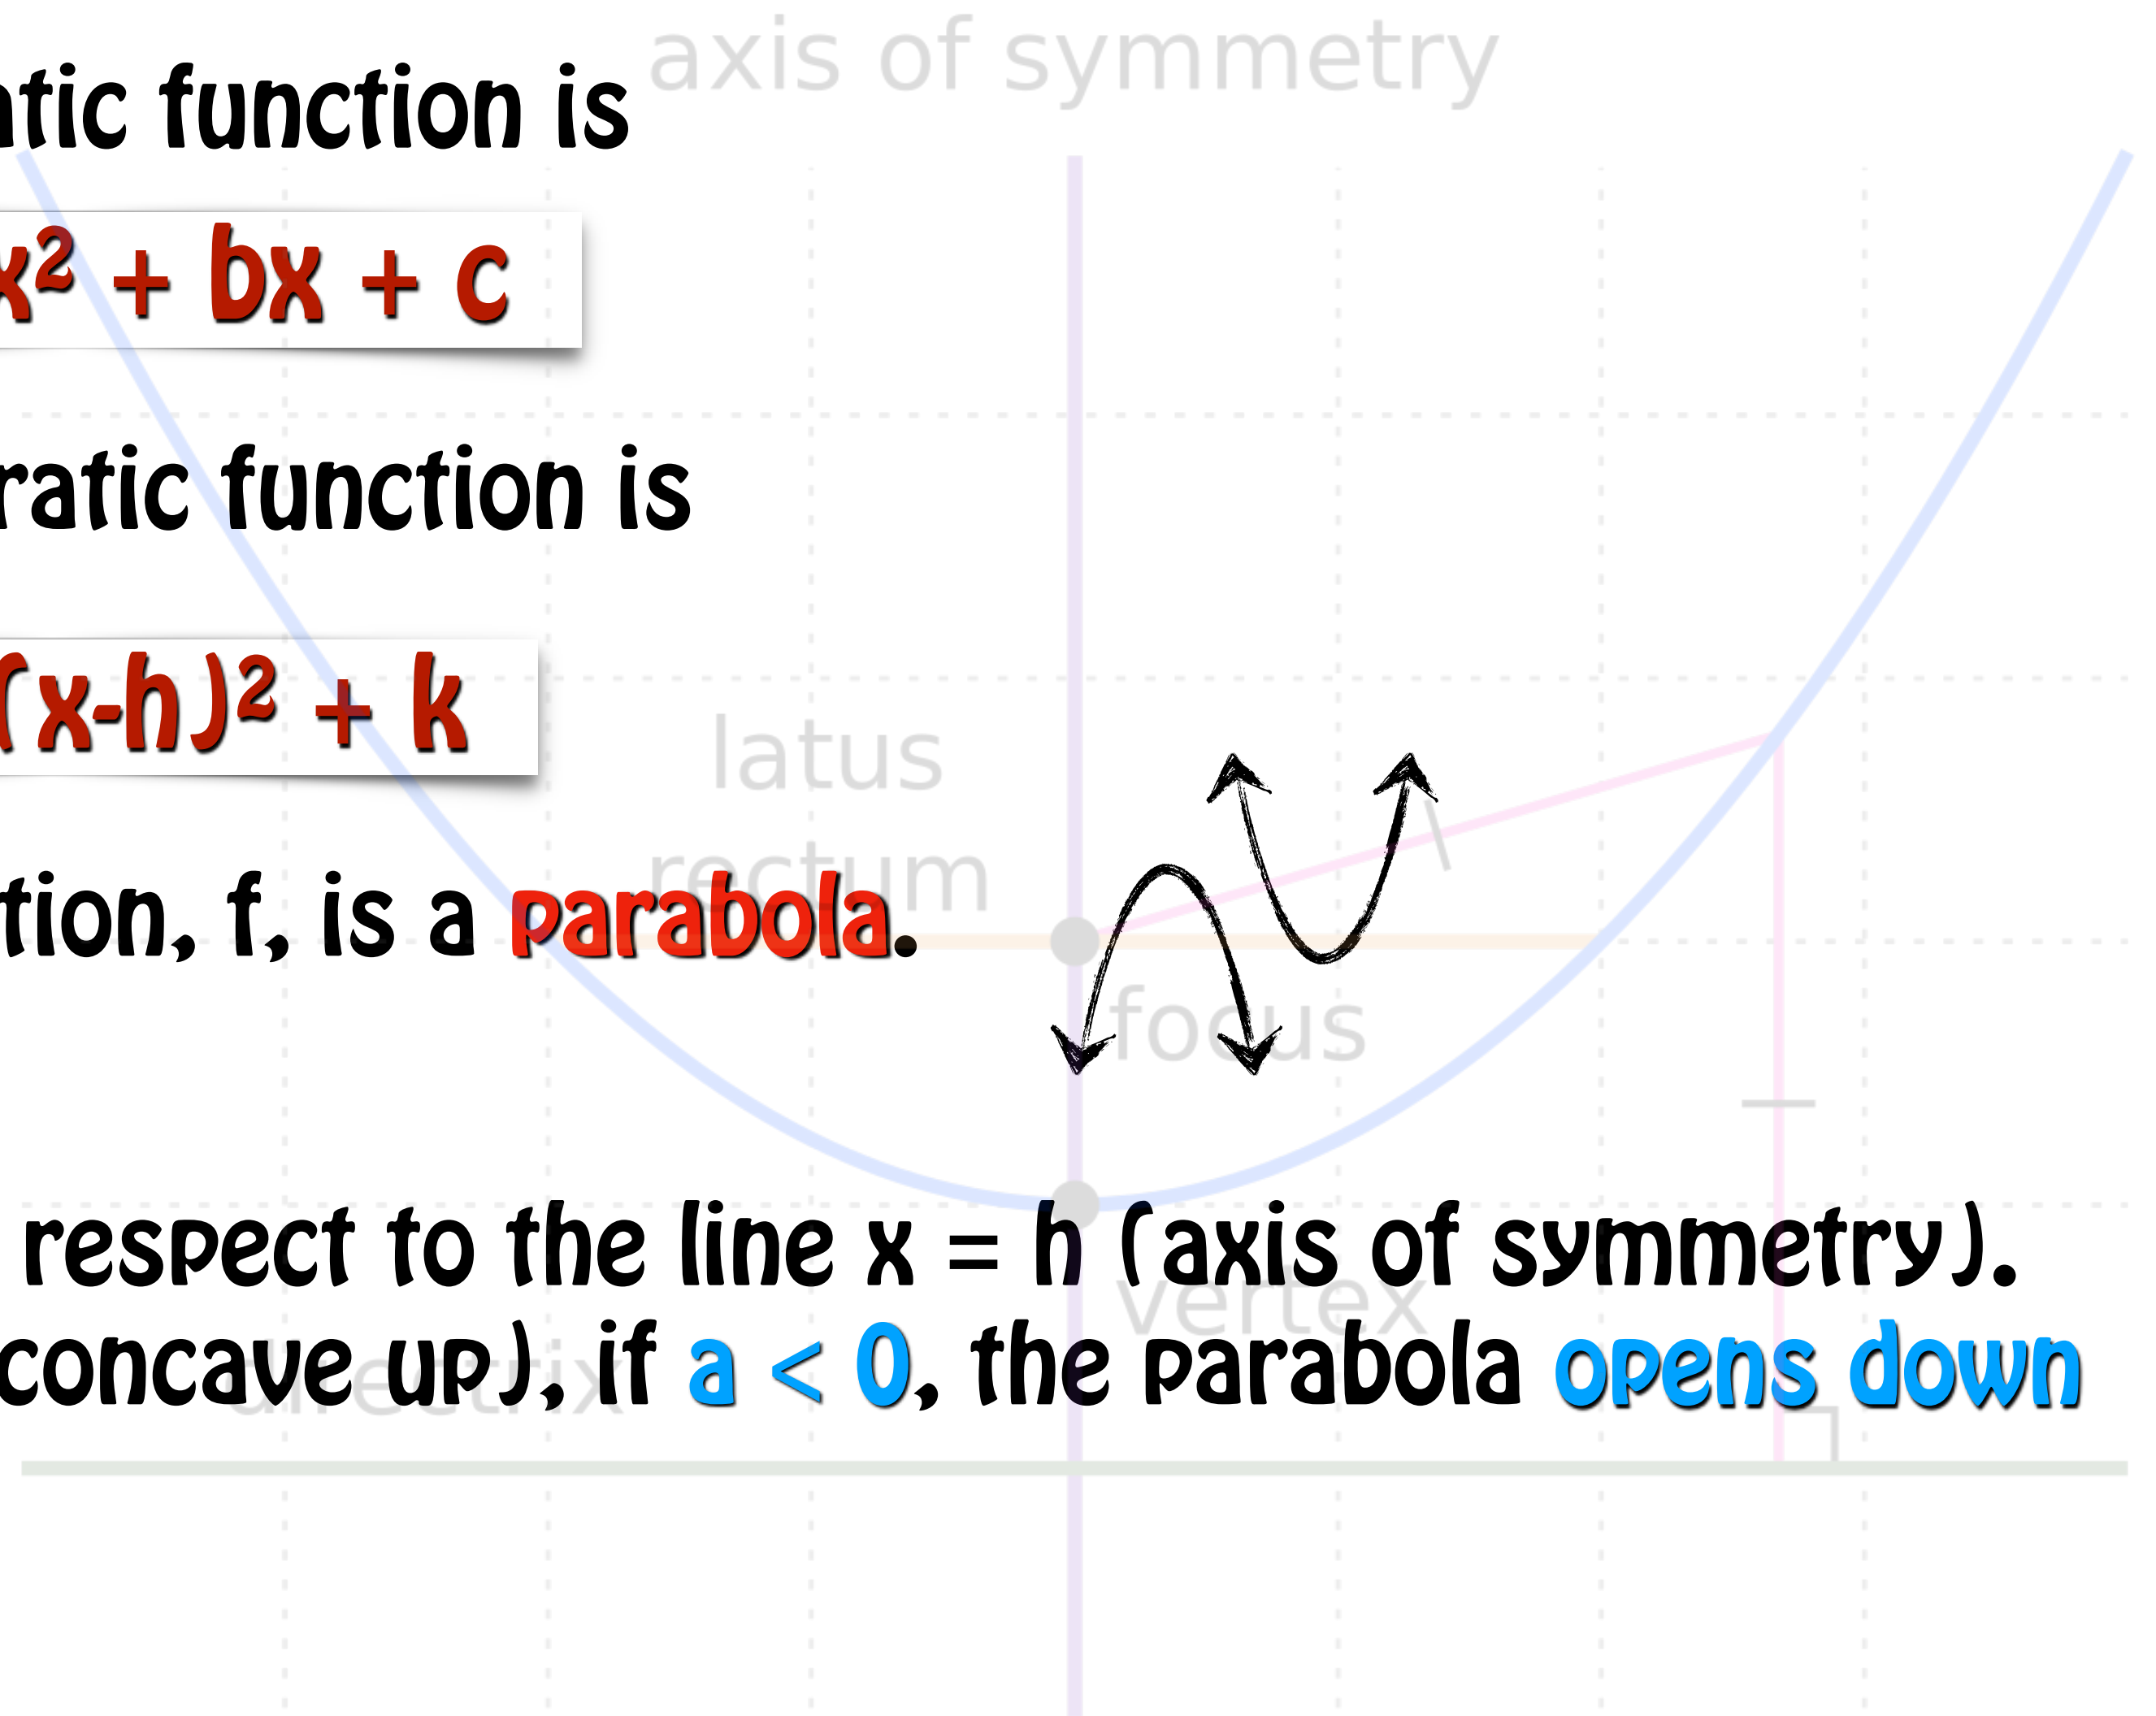 axis of symmetry
atic function is
x² + bx + c
ratic function is
(x-h)² + k
latus
rectum
tion, f, is a parabola.
focus
respect to the line x = h (axis of symmetry).
vertex
concave up), if a < 0, the parabola opens down
directrix